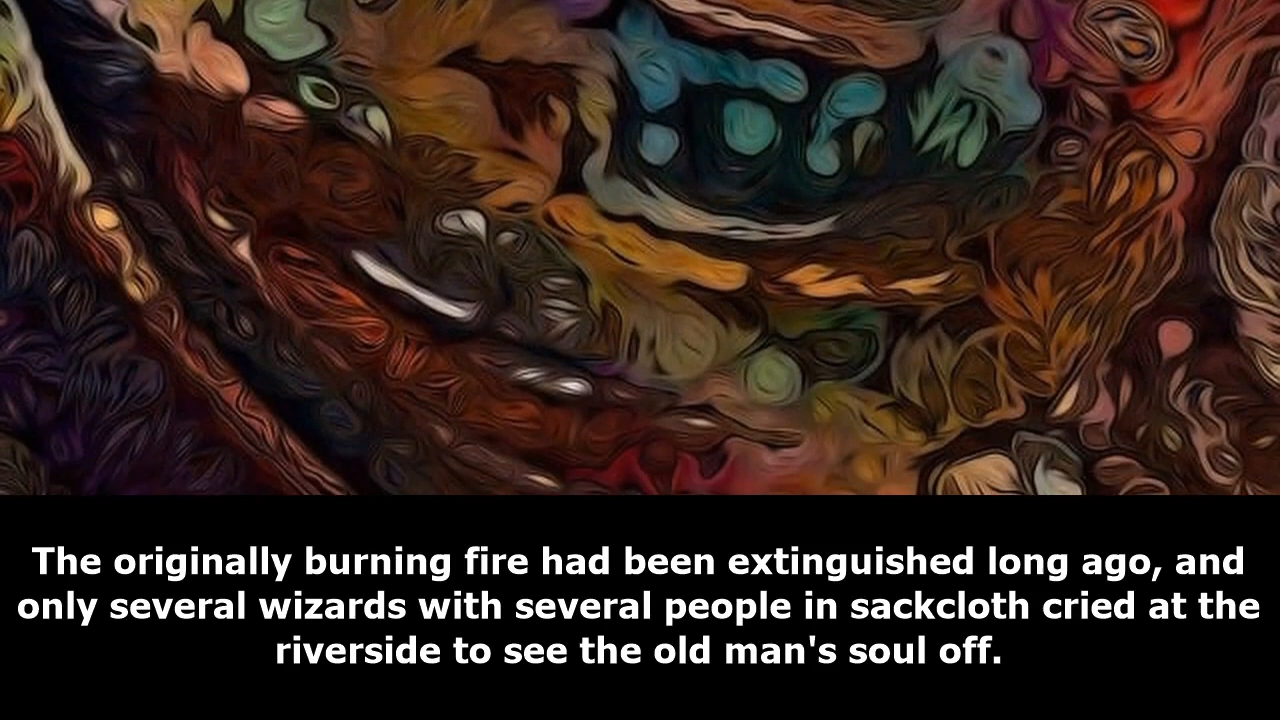 The originally burning fire had been extinguished long ago, and
only several wizards with several people in sackcloth cried at the
riverside to see the old man's soul off.